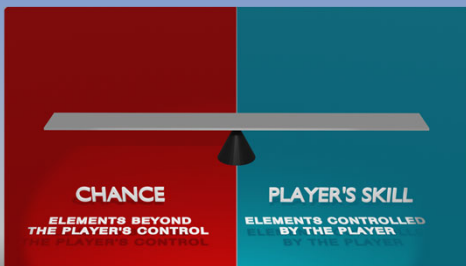 CHANCE
ELEMENTS BEYOND
THE PLAYER'S CONTROL
PLAYER'S SKILL
ELEMENTS CONTROLLED
BY THE PLAYER